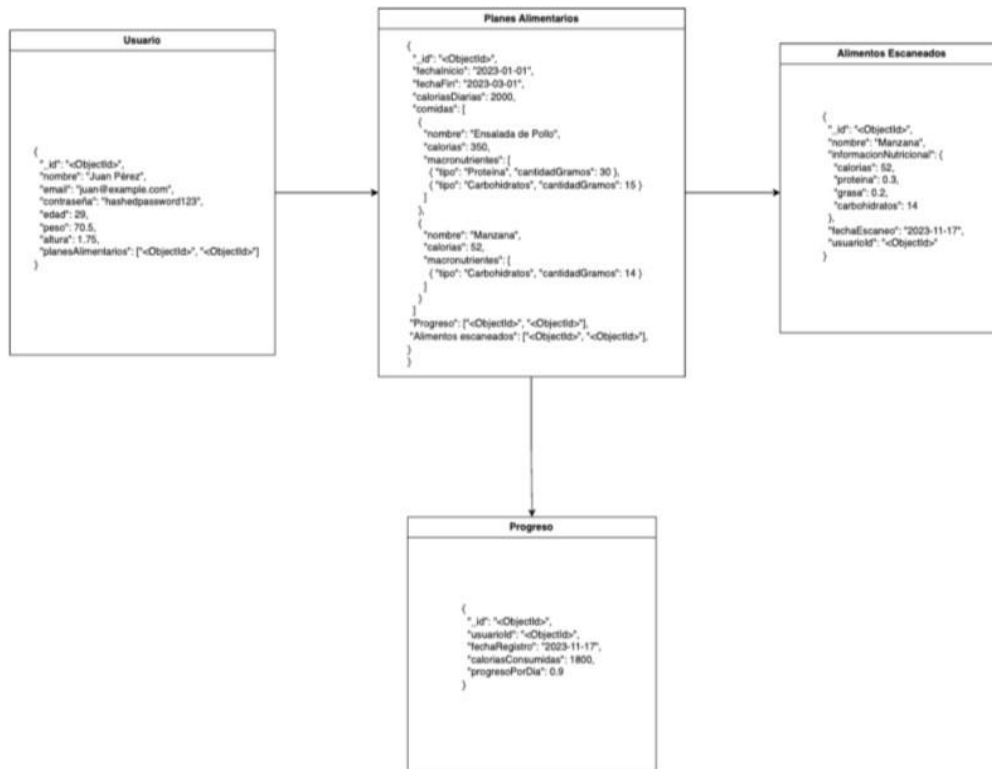 Usuario
{
"_id": "<ObjectId>",
"nombre": "Juan Pérez",
"email": "juan@example.com",
"contraseña": "hashedpassword123",
"edad": 29,
"peso": 70.5,
"altura": 1.75,
"planesAlimentarios": ["<ObjectId>", "<ObjectId>"]
}
Planes Alimentarios
{
"_id": "<ObjectId>",
"fechaInicio": "2023-01-01",
"fechaFin": "2023-03-01",
"caloriasDiarias": 2000,
"comidas": [
{
"nombre": "Ensalada de Pollo",
"calorias": 350,
"macronutrientes": [
{ "tipo": "Proteína", "cantidadGramos": 30 },
{ "tipo": "Carbohidratos", "cantidadGramos": 15 }
]
},
{
"nombre": "Manzana",
"calorias": 52,
"macronutrientes": [
{ "tipo": "Carbohidratos", "cantidadGramos": 14 }
]
}
]
"Progreso": ["<ObjectId>", "<ObjectId>"],
"Alimentos escaneados": ["<ObjectId>", "<ObjectId>"],
}
}
Alimentos Escaneados
{
"_id": "<ObjectId>",
"nombre": "Manzana",
"informacionNutricional": {
"calorias": 52,
"proteina": 0.3,
"grasa": 0.2,
"carbohidratos": 14
},
"fechaEscaneo": "2023-11-17",
"usuarioId": "<ObjectId>"
}
Progreso
{
"_id": "<ObjectId>",
"usuarioId": "<ObjectId>",
"fechaRegistro": "2023-11-17",
"caloriasConsumidas": 1800,
"progresoPorDia": 0.9
}